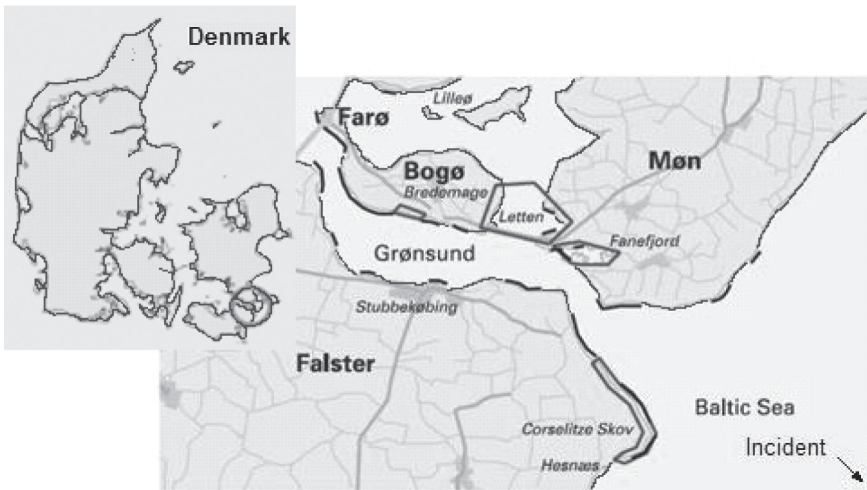 Denmark
Lilleø
Farø
Møn
Bogø
Bredemage
Letten
Fanefjord
Grønsund
Stubbekøbing
Falster
Baltic Sea
Corselitze Skov
Incident
Hesnæs